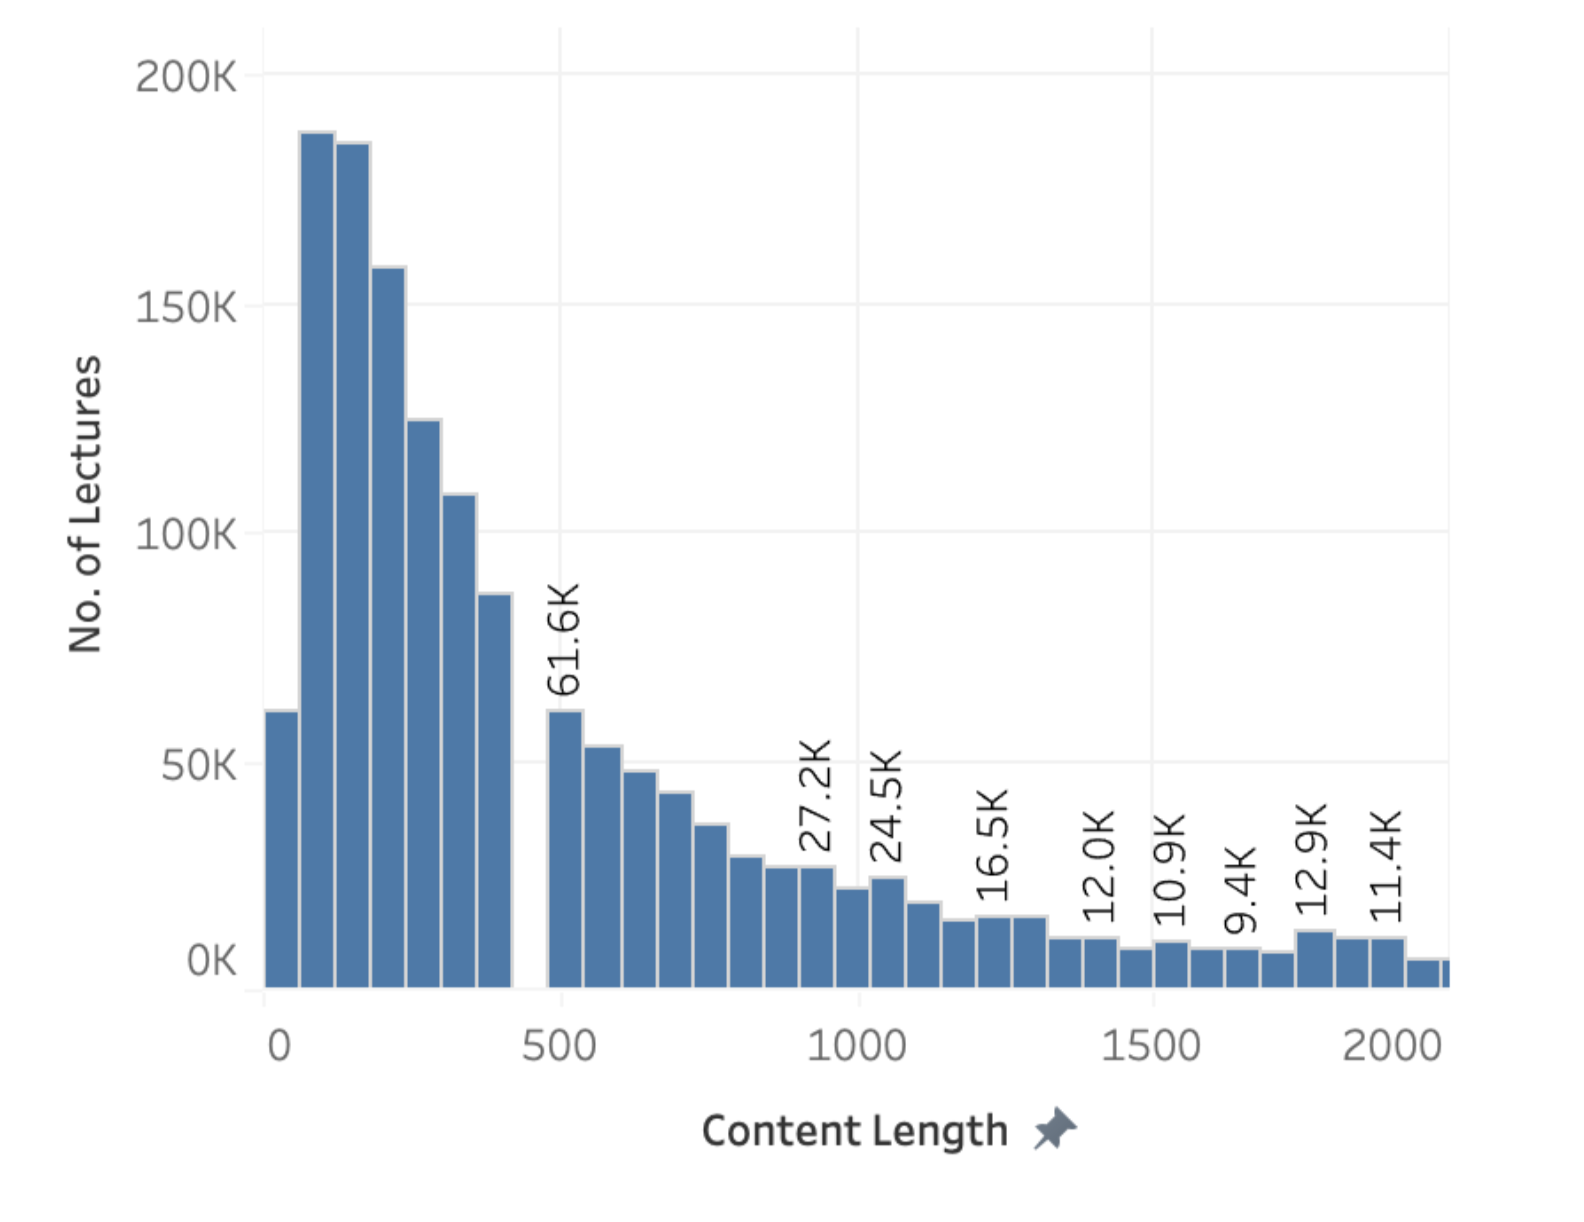 200K
150K
100K
50K
0K
No. of Lectures
61.6K
27.2K
24.5K
16.5K
12.0K
10.9K
9.4K
12.9K
11.4K
0
500
1000
1500
2000
Content Length